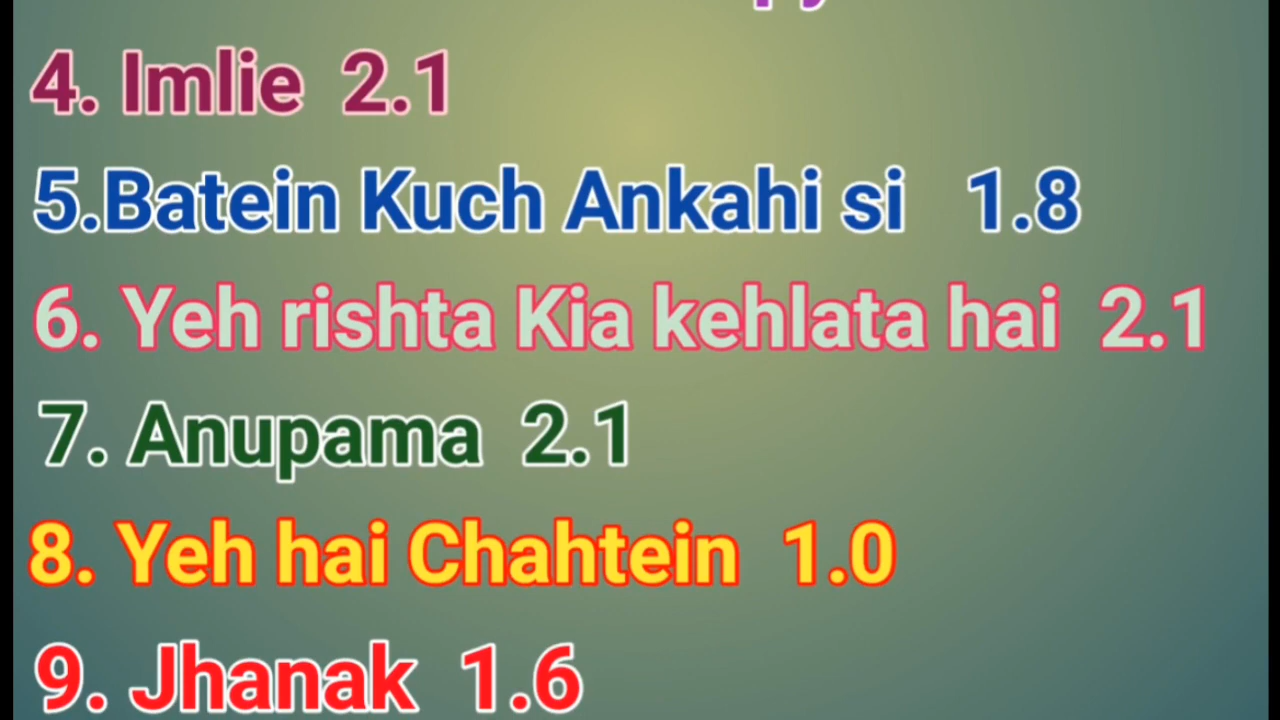 4. Imlie 2.1
5.Batein Kuch Ankahi si 1.8
6. Yeh rishta Kia kehlata hai 2.1
7. Anupama 2.1
8. Yeh hai Chahtein 1.0
9. Jhanak 1.6